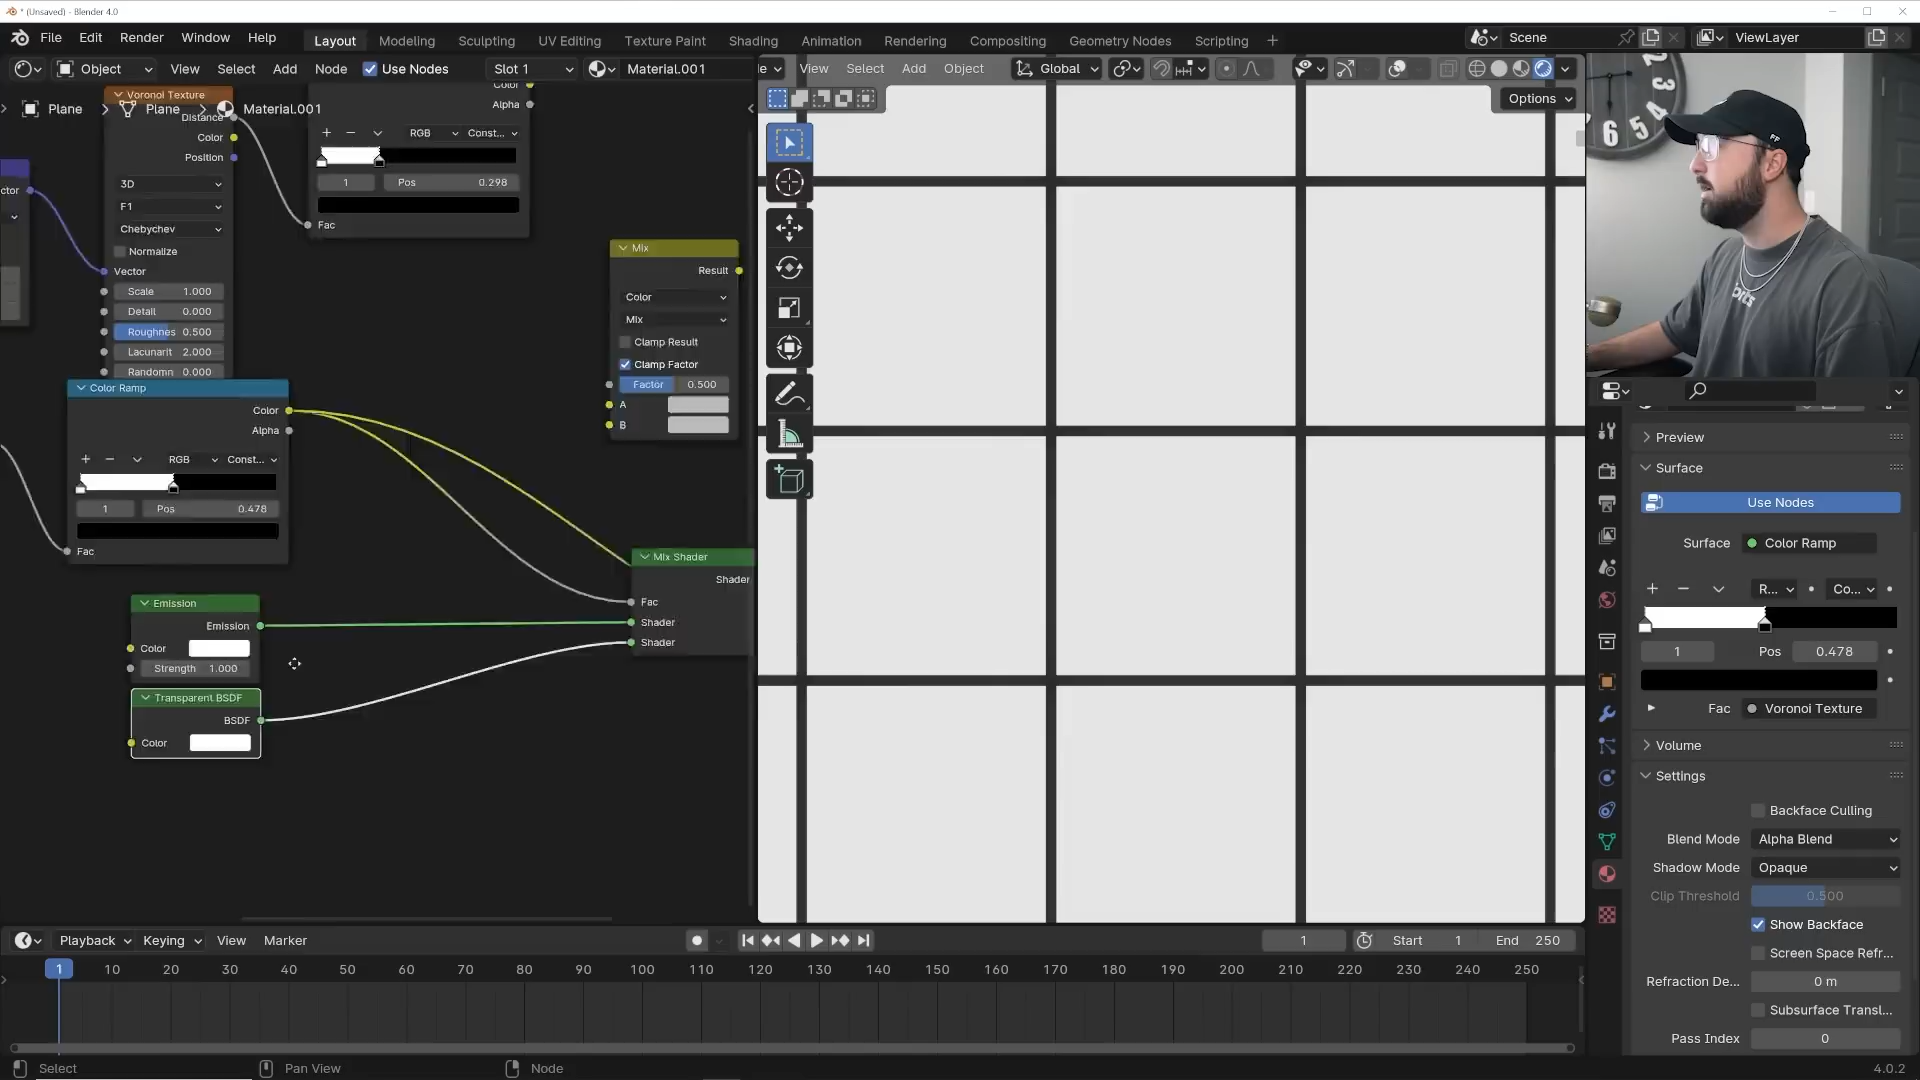 * (Unsaved) - Blender 4.0
File Edit Render Window Help
Layout Modeling Sculpting UV Editing Texture Paint Shading Animation Rendering Compositing Geometry Nodes Scripting +
Scene
ViewLayer
Object View Select Add Node Use Nodes Slot 1 Material.001
View Select Add Object Global
Options
Plane Plane Material.001
Voronoi Texture
Distance
Color
Position
3D
F1
Chebychev
Normalize
Vector
Scale 1.000
Detail 0.000
Roughnes 0.500
Lacunarit 2.000
Randomn 0.000
ctor
Color
Alpha
RGB Const...
1 Pos 0.298
Fac
Mix
Result
Color
Mix
Clamp Result
Clamp Factor
Factor 0.500
A
B
Color Ramp
Color
Alpha
RGB Const...
1 Pos 0.478
Fac
Emission
Emission
Color
Strength 1.000
Transparent BSDF
BSDF
Color
Mix Shader
Shader
Fac
Shader
Shader
2
3
4
5
6
Preview
Surface
Use Nodes
Surface Color Ramp
R... Co...
1 Pos 0.478
Fac Voronoi Texture
Volume
Settings
Backface Culling
Blend Mode Alpha Blend
Shadow Mode Opaque
Clip Threshold 0.500
Show Backface
Screen Space Refr...
Refraction De... 0 m
Subsurface Transl...
Pass Index 0
Playback Keying View Marker
1 Start 1 End 250
1 10 20 30 40 50 60 70 80 90 100 110 120 130 140 150 160 170 180 190 200 210 220 230 240 250
Select Pan View Node 4.0.2